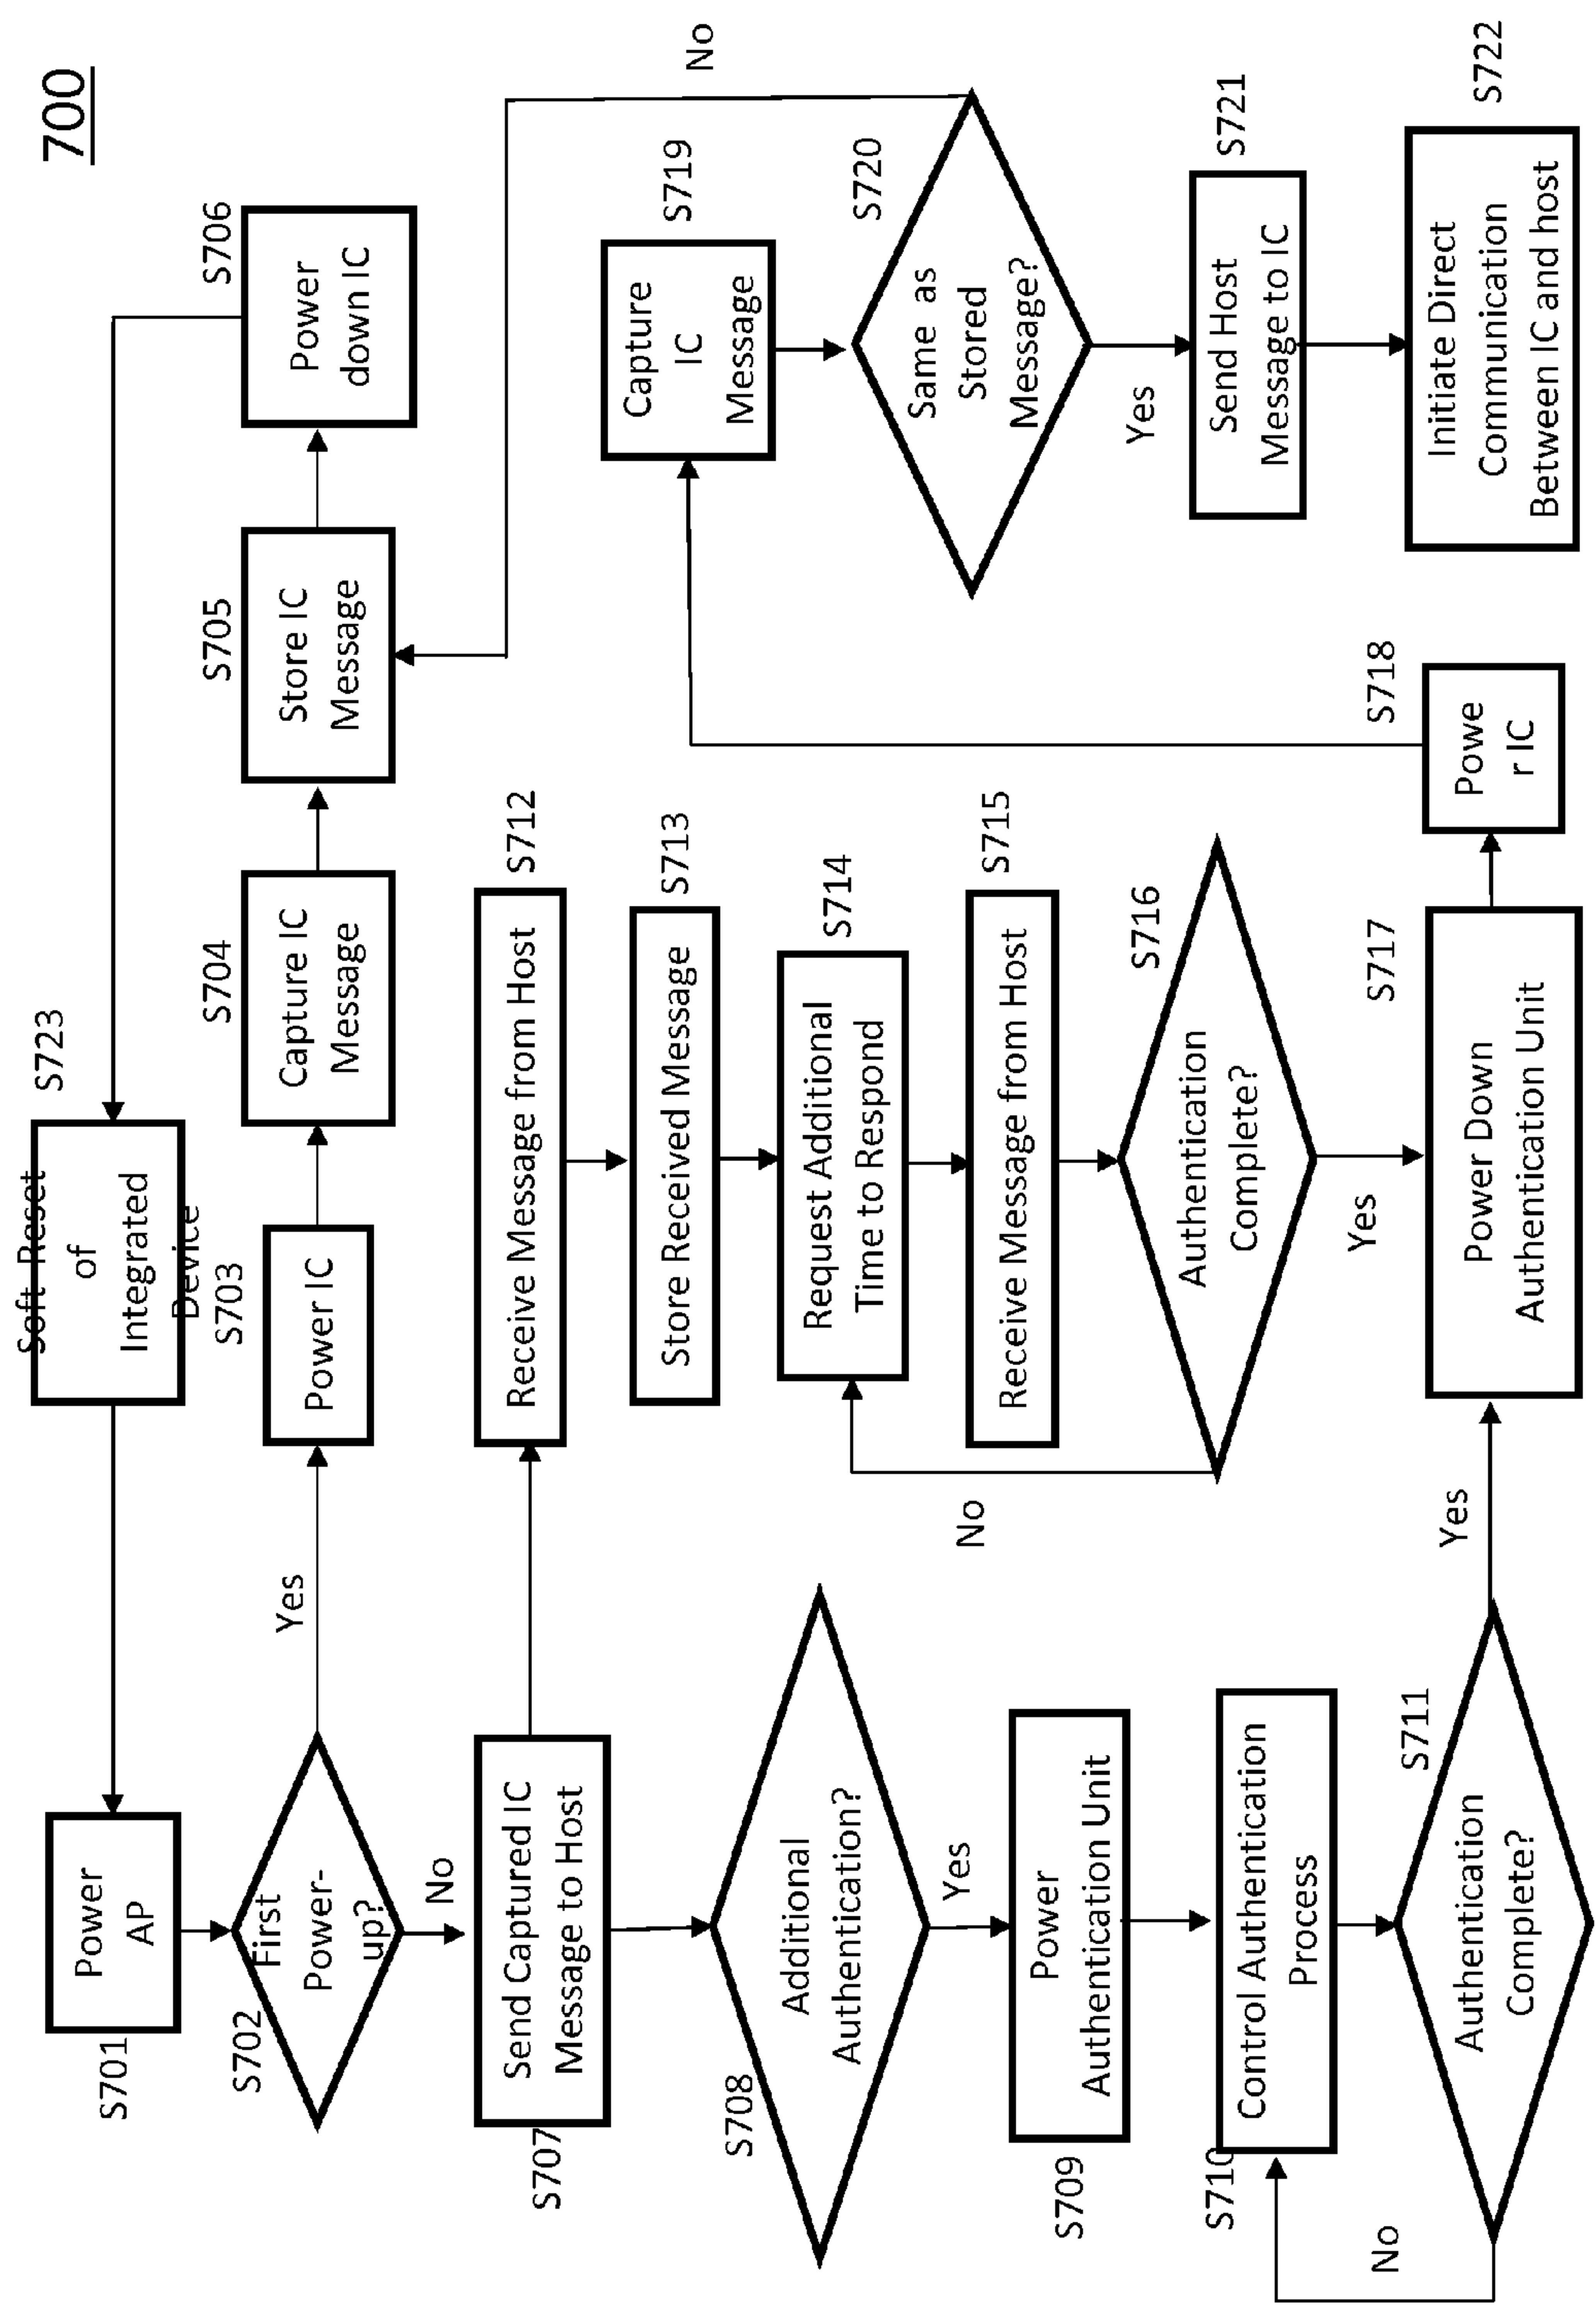 700
S701
Power
AP
S723
Soft Reset
of
Integrated
Device
S702
First
Power-
up?
Yes
No
S703
Power IC
S704
Capture IC
Message
S705
Store IC
Message
S706
Power
down IC
S707
Send Captured IC
Message to Host
S708
Additional
Authentication?
Yes
S709
Power
Authentication Unit
S710
Control Authentication
Process
S711
Authentication
Complete?
No
Yes
S712
Receive Message from Host
S713
Store Received Message
S714
Request Additional
Time to Respond
S715
Receive Message from Host
S716
Authentication
Complete?
No
Yes
S717
Power Down
Authentication Unit
S718
Powe
r IC
S719
Capture
IC
Message
S720
Same as
Stored
Message?
No
Yes
S721
Send Host
Message to IC
S722
Initiate Direct
Communication
Between IC and host